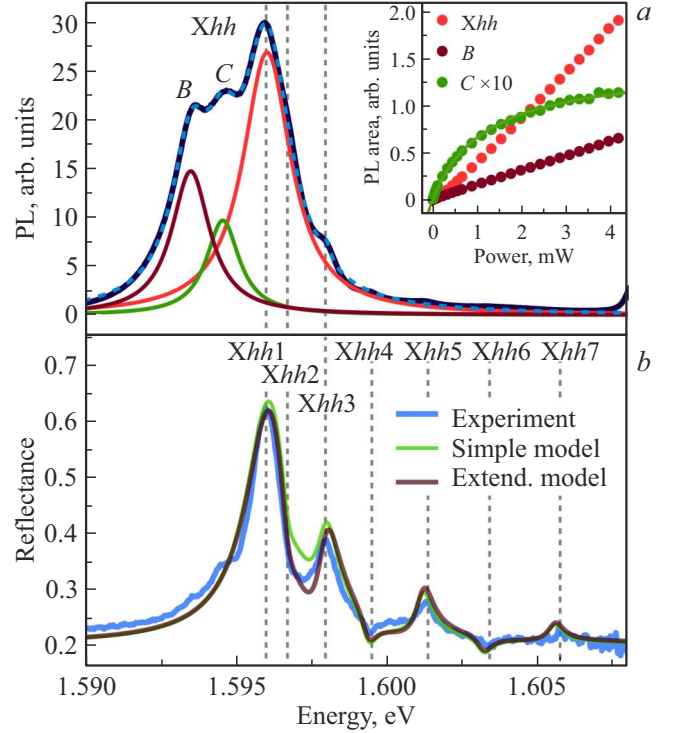 a
PL, arb. units
30
25
20
15
10
5
0
Xhh
B
C
PL area, arb. units
2.0
1.5
1.0
0.5
0
Xhh
B
C ×10
0 1 2 3 4
Power, mW
b
Reflectance
0.7
0.6
0.5
0.4
0.3
0.2
Xhh1 Xhh4 Xhh5 Xhh6 Xhh7
Xhh2
Xhh3
Experiment
Simple model
Extend. model
1.590 1.595 1.600 1.605
Energy, eV